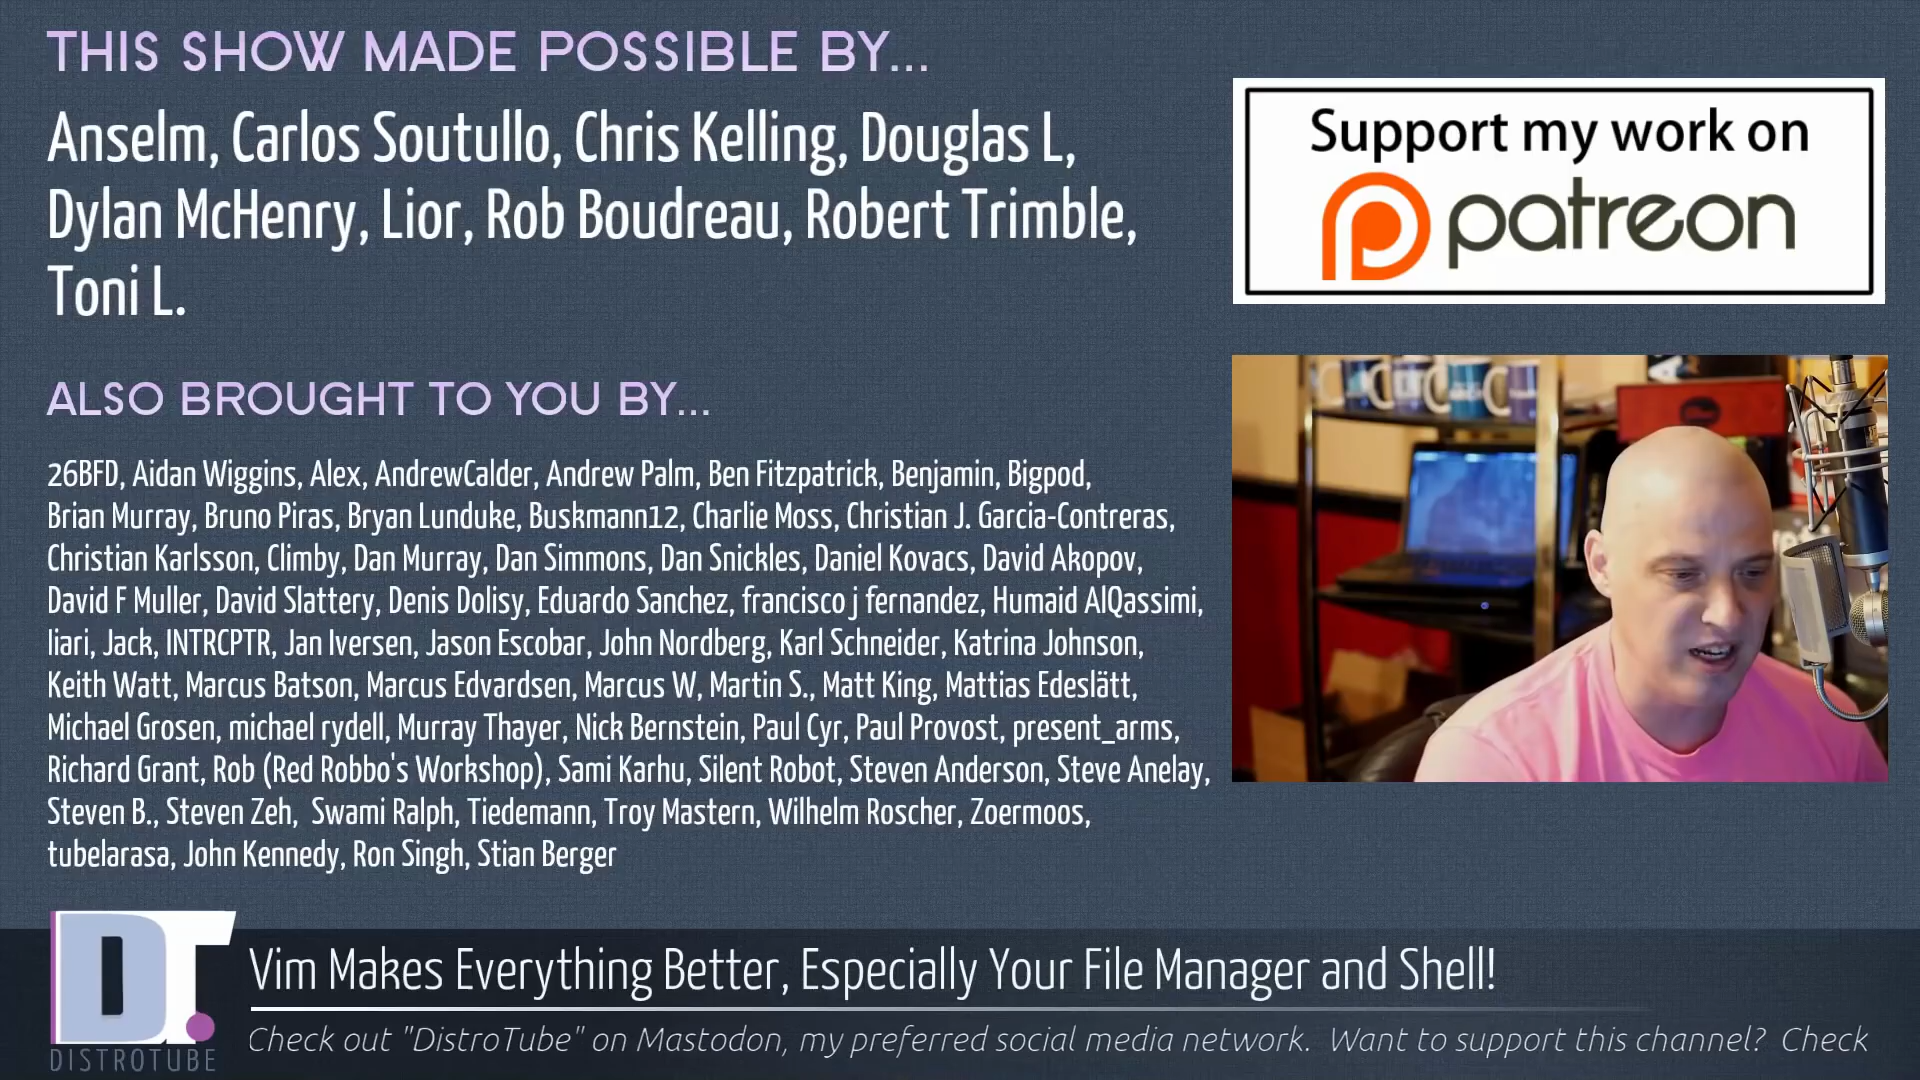 THIS SHOW MADE POSSIBLE BY...
Anselm, Carlos Soutullo, Chris Kelling, Douglas L,
Dylan McHenry, Lior, Rob Boudreau, Robert Trimble,
Toni L.
Support my work on
patreon
ALSO BROUGHT TO YOU BY...
26BFD, Aidan Wiggins, Alex, AndrewCalder, Andrew Palm, Ben Fitzpatrick, Benjamin, Bigpod,
Brian Murray, Bruno Piras, Bryan Lunduke, Buskmann12, Charlie Moss, Christian J. Garcia-Contreras,
Christian Karlsson, Climby, Dan Murray, Dan Simmons, Dan Snickles, Daniel Kovacs, David Akopov,
David F Muller, David Slattery, Denis Dolisy, Eduardo Sanchez, francisco j fernandez, Humaid AlQassimi,
Iiari, Jack, INTRCPTR, Jan Iversen, Jason Escobar, John Nordberg, Karl Schneider, Katrina Johnson,
Keith Watt, Marcus Batson, Marcus Edvardsen, Marcus W, Martin S., Matt King, Mattias Edeslätt,
Michael Grosen, michael rydell, Murray Thayer, Nick Bernstein, Paul Cyr, Paul Provost, present_arms,
Richard Grant, Rob (Red Robbo's Workshop), Sami Karhu, Silent Robot, Steven Anderson, Steve Anelay,
Steven B., Steven Zeh, Swami Ralph, Tiedemann, Troy Mastern, Wilhelm Roscher, Zoermoos,
tubelarasa, John Kennedy, Ron Singh, Stian Berger
DT.
DISTROTUBE
Vim Makes Everything Better, Especially Your File Manager and Shell!
Check out "DistroTube" on Mastodon, my preferred social media network. Want to support this channel? Check